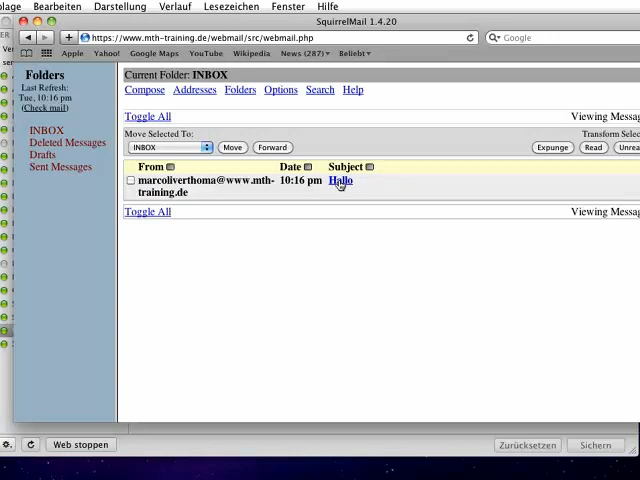 blage Bearbeiten Darstellung Verlauf Lesezeichen Fenster Hilfe
SquirrelMail 1.4.20
https://www.mth-training.de/webmail/src/webmail.php
Google
Apple Yahoo! Google Maps YouTube Wikipedia News (287) Beliebt
Folders
Last Refresh:
Tue, 10:16 pm
(Check mail)
INBOX
Deleted Messages
Drafts
Sent Messages
Current Folder: INBOX
Compose Addresses Folders Options Search Help
Toggle All Viewing Messag
Move Selected To: Transform Selec
INBOX Move Forward Expunge Read Unrea
From Date Subject
marcoliverthoma@www.mth- 10:16 pm Hallo
training.de
Toggle All Viewing Messag
Web stoppen Zurücksetzen Sichern